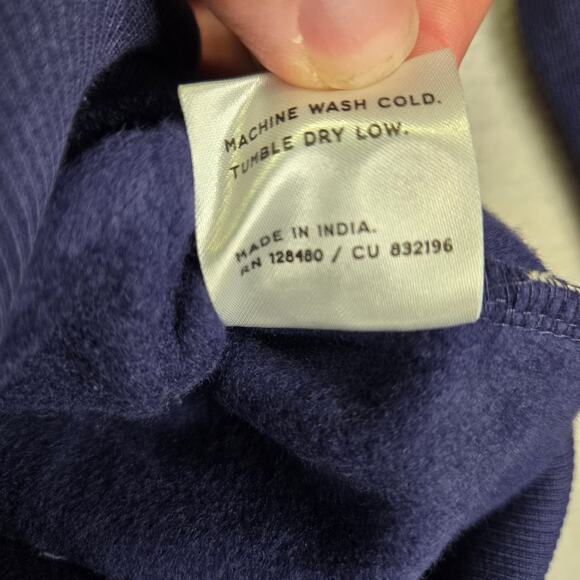 MACHINE WASH COLD.
TUMBLE DRY LOW.
MADE IN INDIA.
RN 128480 / CU 832196